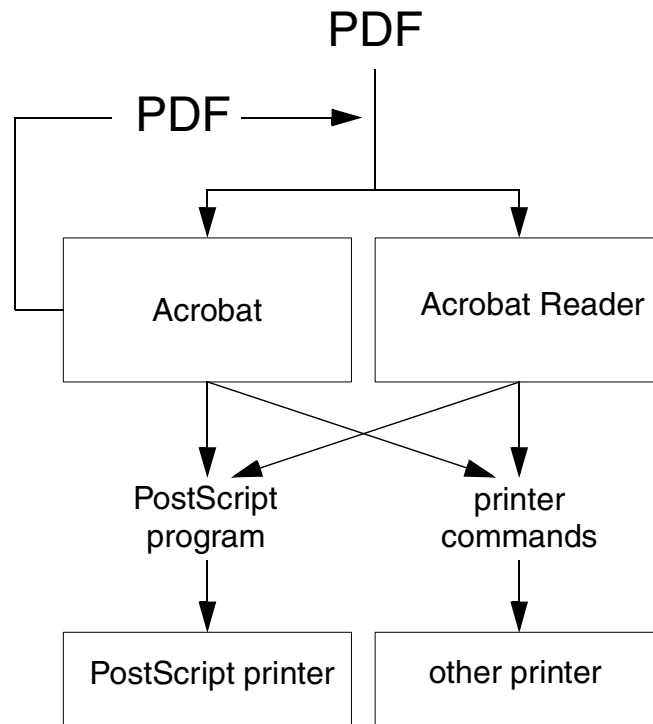 PDF
PDF
Acrobat
Acrobat Reader
PostScript
program
printer
commands
PostScript printer
other printer